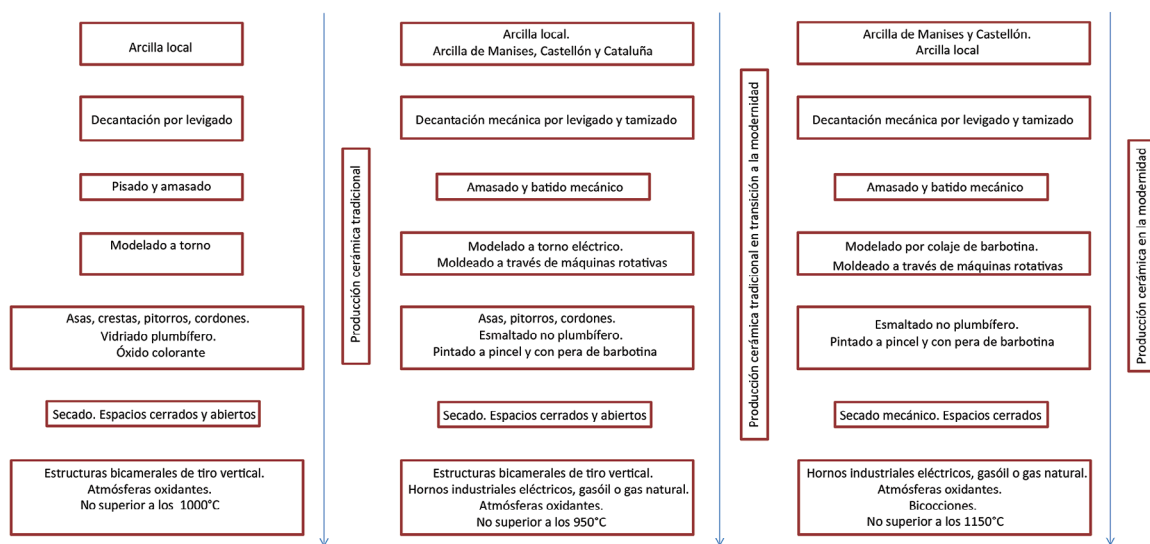 Arcilla local
Decantación por levigado
Pisado y amasado
Modelado a torno
Asas, crestas, pitorros, cordones.
Vidriado plumbífero.
Óxido colorante
Secado. Espacios cerrados y abiertos
Estructuras bicamerales de tiro vertical.
Atmósferas oxidantes.
No superior a los 1000°C
Producción cerámica tradicional
Arcilla local.
Arcilla de Manises, Castellón y Cataluña
Decantación mecánica por levigado y tamizado
Amasado y batido mecánico
Modelado a torno eléctrico.
Moldeado a través de máquinas rotativas
Asas, pitorros, cordones.
Esmaltado no plumbífero.
Pintado a pincel y con pera de barbotina
Secado. Espacios cerrados y abiertos
Estructuras bicamerales de tiro vertical.
Hornos industriales eléctricos, gasóil o gas natural.
Atmósferas oxidantes.
No superior a los 950°C
Producción cerámica tradicional en transición a la modernidad
Arcilla de Manises y Castellón.
Arcilla local
Decantación mecánica por levigado y tamizado
Amasado y batido mecánico
Modelado por colaje de barbotina.
Moldeado a través de máquinas rotativas
Esmaltado no plumbífero.
Pintado a pincel y con pera de barbotina
Secado mecánico. Espacios cerrados
Hornos industriales eléctricos, gasóil o gas natural.
Atmósferas oxidantes.
Bicocciones.
No superior a los 1150°C
Producción cerámica en la modernidad